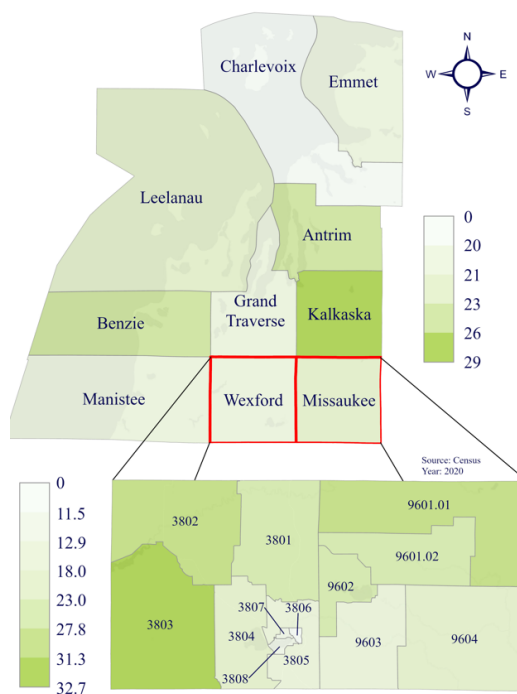 N
W E
S
Charlevoix
Emmet
Leelanau
Antrim
Grand
Traverse
Kalkaska
Benzie
Manistee
Wexford
Missaukee
0
20
21
23
26
29
Source: Census
Year: 2020
0
11.5
12.9
18.0
23.0
27.8
31.3
32.7
3802
3801
9601.01
9601.02
9602
3803
3807
3806
3804
3805
3808
9603
9604